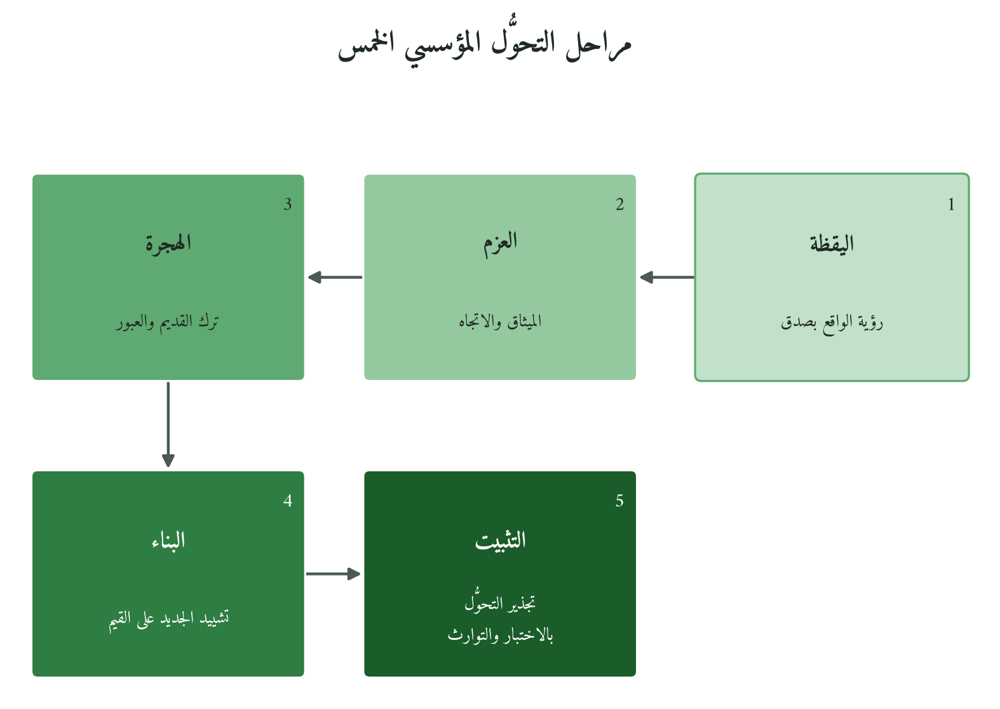 مراحل التحوُّل المؤسسي الخمس
1
اليقظة
رؤية الواقع بصدق
2
العزم
الميثاق والاتجاه
3
الهجرة
ترك القديم والعبور
4
البناء
تشييد الجديد على القيم
5
التثبيت
تجذير التحوُّل
بالاختبار والتوارث